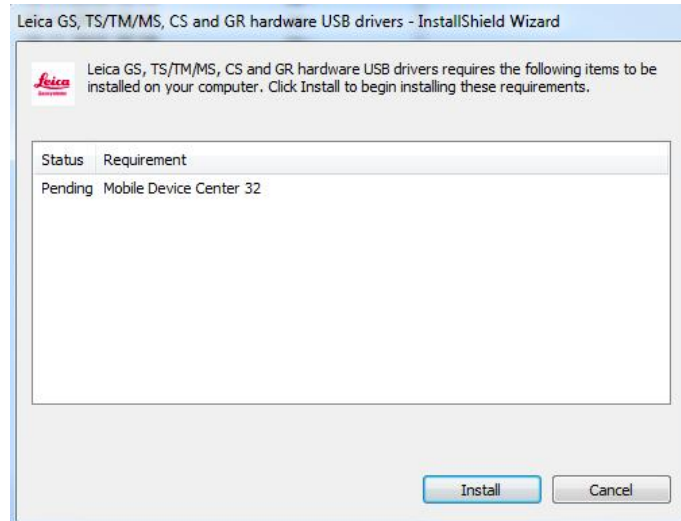 Leica GS, TS/TM/MS, CS and GR hardware USB drivers - InstallShield Wizard
Leica
Leica GS, TS/TM/MS, CS and GR hardware USB drivers requires the following items to be
installed on your computer. Click Install to begin installing these requirements.
Status Requirement
Pending Mobile Device Center 32
Install Cancel